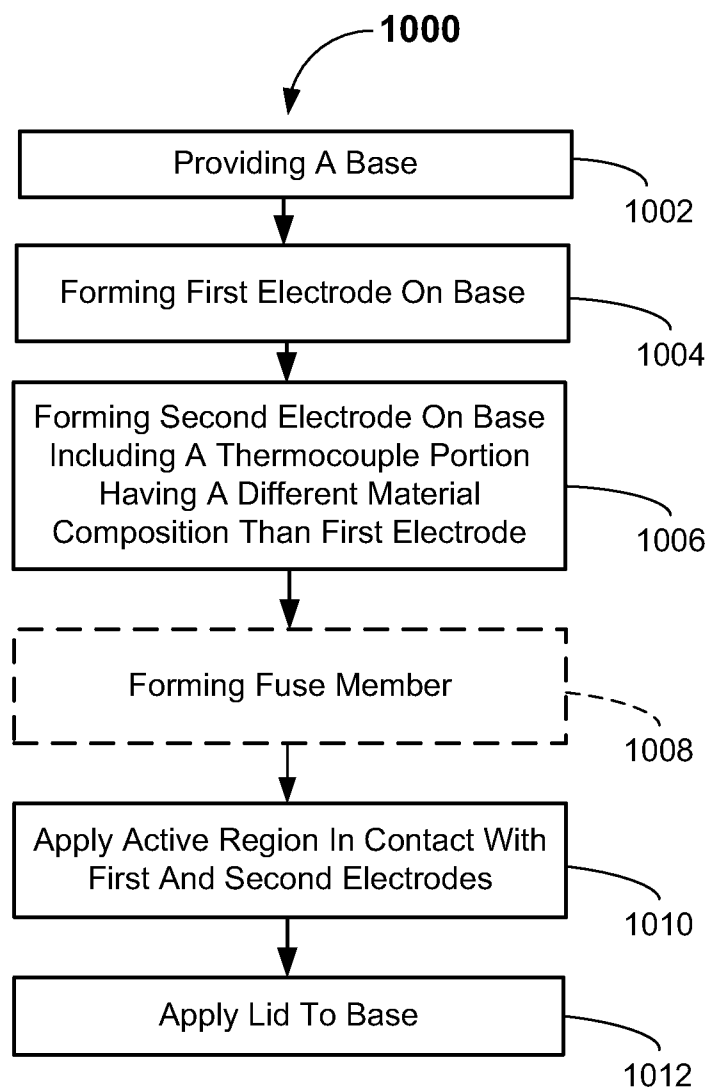 1000
Providing A Base
1002
Forming First Electrode On Base
1004
Forming Second Electrode On Base
Including A Thermocouple Portion
Having A Different Material
Composition Than First Electrode
1006
Forming Fuse Member
1008
Apply Active Region In Contact With
First And Second Electrodes
1010
Apply Lid To Base
1012